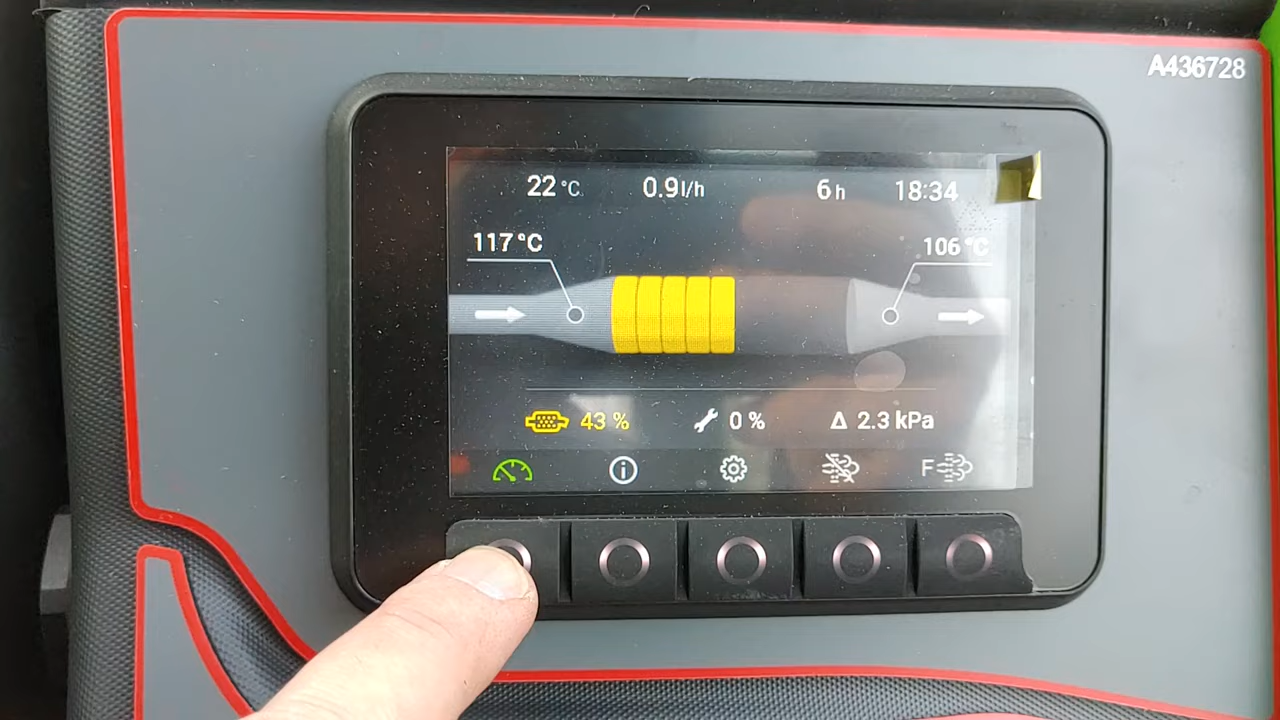 A436728
22 °C 0.9 l/h 6 h 18:34
117 °C 106 °C
43 % 0 % Δ 2.3 kPa
i F